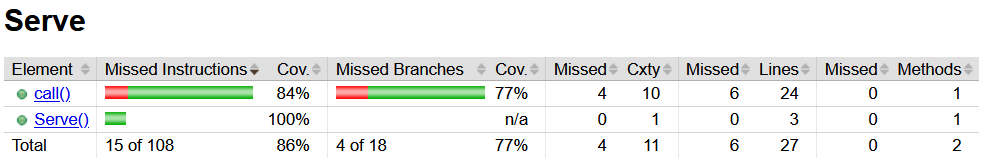 Serve
Element Missed Instructions Cov. Missed Branches Cov. Missed Cxty Missed Lines Missed Methods
call() 84% 77% 4 10 6 24 0 1
Serve() 100% n/a 0 1 0 3 0 1
Total 15 of 108 86% 4 of 18 77% 4 11 6 27 0 2